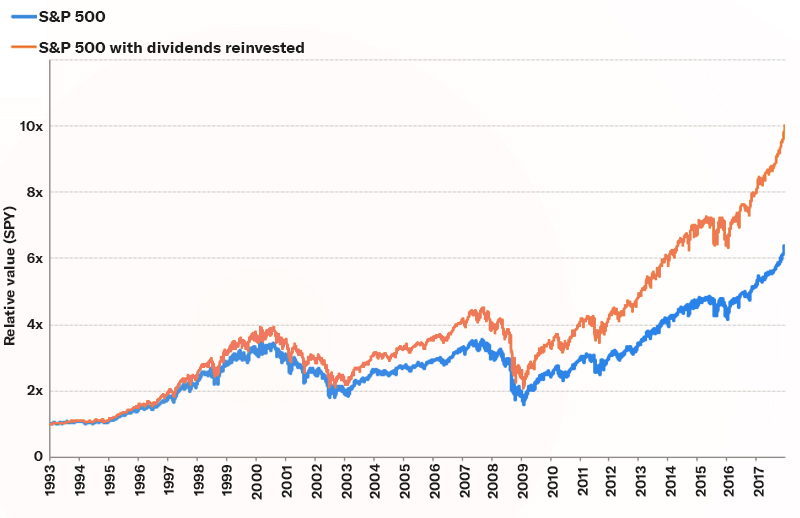 S&P 500
S&P 500 with dividends reinvested
Relative value (SPY)
10x
8x
6x
4x
2x
0
1993 1994 1995 1996 1997 1998 1999 2000 2001 2002 2003 2004 2005 2006 2007 2008 2009 2010 2011 2012 2013 2014 2015 2016 2017